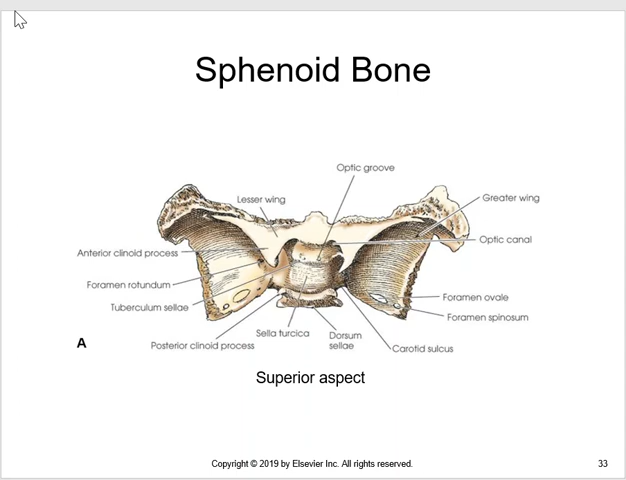 Sphenoid Bone
Optic groove
Lesser wing
Greater wing
Optic canal
Anterior clinoid process
Foramen rotundum
Foramen ovale
Tuberculum sellae
Foramen spinosum
Sella turcica
Dorsum
sellae
A
Posterior clinoid process
Carotid sulcus
Superior aspect
Copyright © 2019 by Elsevier Inc. All rights reserved.
33